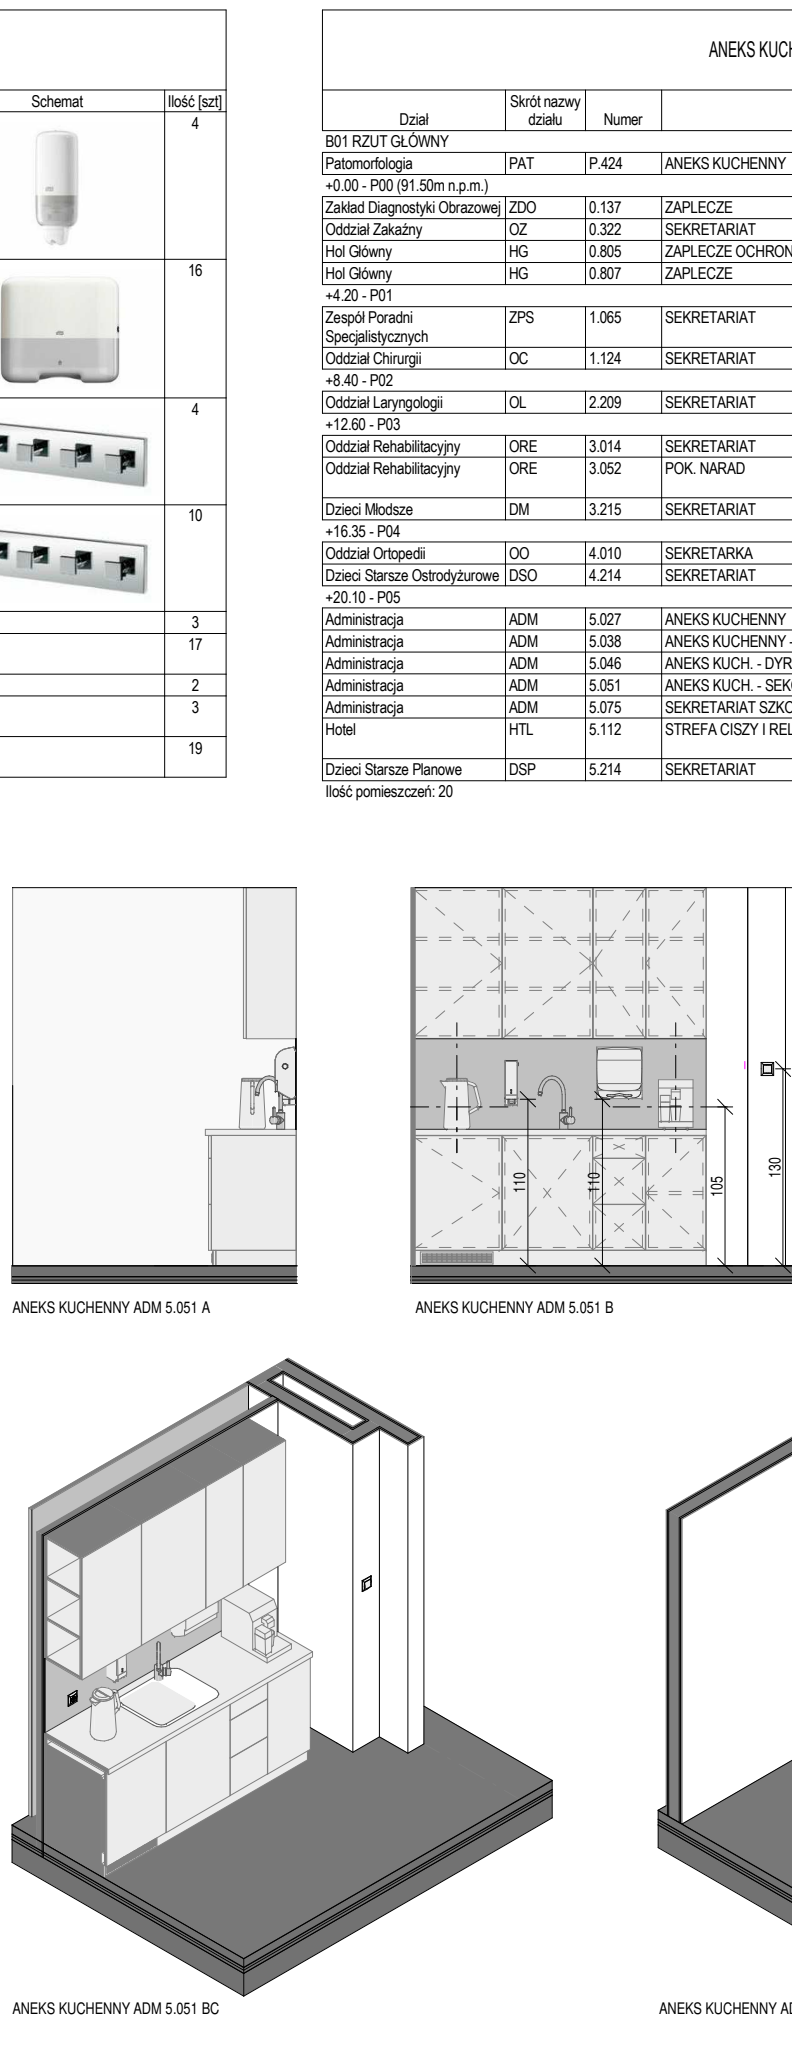 Schemat Ilość [szt]
4
16
4
10
3
17
2
3
19
ANEKS KUCH
Dział Skrót nazwy działu Numer
B01 RZUT GŁÓWNY
Patomorfologia PAT P.424 ANEKS KUCHENNY
+0.00 - P00 (91.50m n.p.m.)
Zakład Diagnostyki Obrazowej ZDO 0.137 ZAPLECZE
Oddział Zakaźny OZ 0.322 SEKRETARIAT
Hol Główny HG 0.805 ZAPLECZE OCHRON
Hol Główny HG 0.807 ZAPLECZE
+4.20 - P01
Zespół Poradni ZPS 1.065 SEKRETARIAT
Specjalistycznych
Oddział Chirurgii OC 1.124 SEKRETARIAT
+8.40 - P02
Oddział Laryngologii OL 2.209 SEKRETARIAT
+12.60 - P03
Oddział Rehabilitacyjny ORE 3.014 SEKRETARIAT
Oddział Rehabilitacyjny ORE 3.052 POK. NARAD
Dzieci Młodsze DM 3.215 SEKRETARIAT
+16.35 - P04
Oddział Ortopedii OO 4.010 SEKRETARKA
Dzieci Starsze Ostrodyżurowe DSO 4.214 SEKRETARIAT
+20.10 - P05
Administracja ADM 5.027 ANEKS KUCHENNY
Administracja ADM 5.038 ANEKS KUCHENNY -
Administracja ADM 5.046 ANEKS KUCH. - DYR
Administracja ADM 5.051 ANEKS KUCH. - SEK
Administracja ADM 5.075 SEKRETARIAT SZKO
Hotel HTL 5.112 STREFA CISZY I REL
Dzieci Starsze Planowe DSP 5.214 SEKRETARIAT
Ilość pomieszczeń: 20
110
110
105
130
ANEKS KUCHENNY ADM 5.051 A
ANEKS KUCHENNY ADM 5.051 B
ANEKS KUCHENNY ADM 5.051 BC
ANEKS KUCHENNY AD